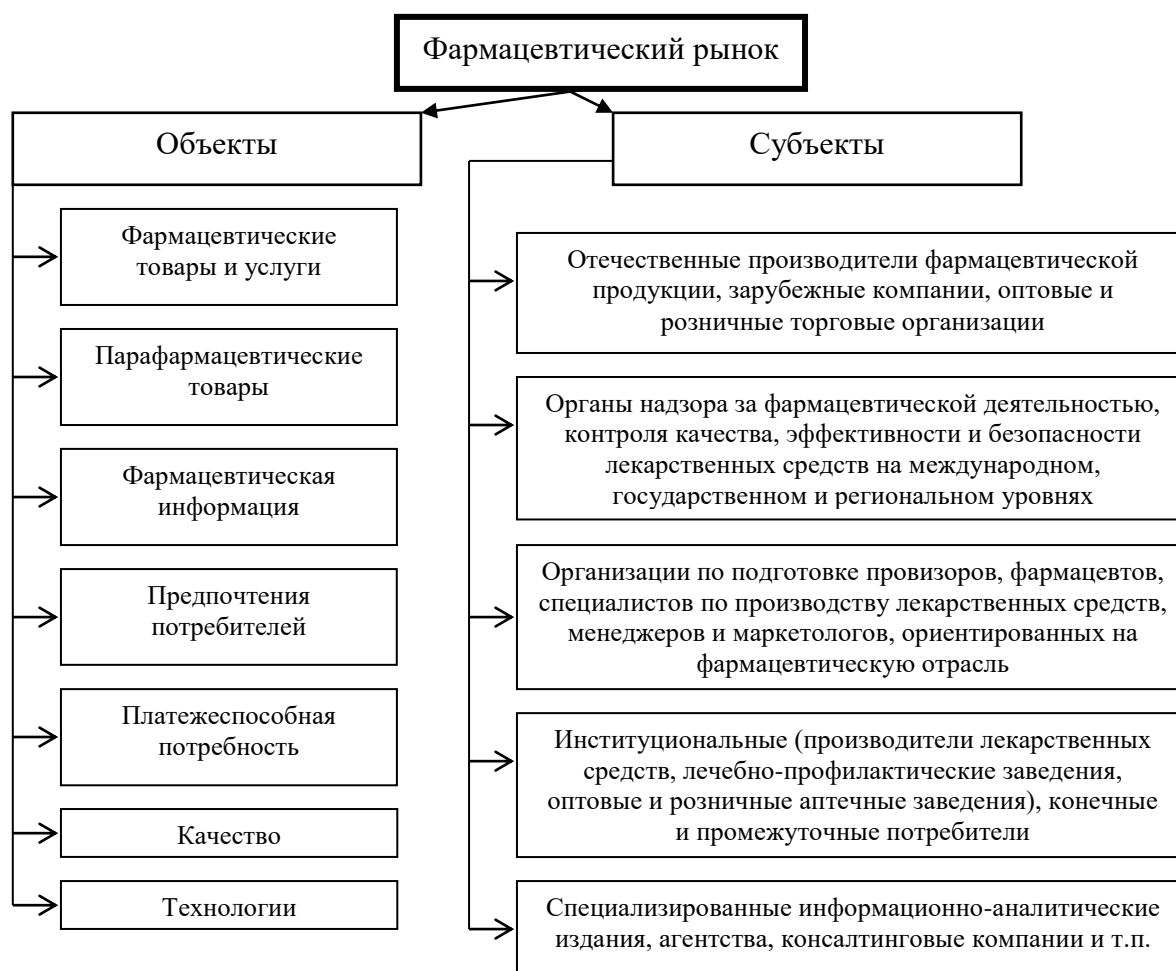 Фармацевтический рынок
Объекты
Фармацевтические
товары и услуги
Парафармацевтические
товары
Фармацевтическая
информация
Предпочтения
потребителей
Платежеспособная
потребность
Качество
Технологии
Субъекты
Отечественные производители фармацевтической
продукции, зарубежные компании, оптовые и
розничные торговые организации
Органы надзора за фармацевтической деятельностью,
контроля качества, эффективности и безопасности
лекарственных средств на международном,
государственном и региональном уровнях
Организации по подготовке провизоров, фармацевтов,
специалистов по производству лекарственных средств,
менеджеров и маркетологов, ориентированных на
фармацевтическую отрасль
Институциональные (производители лекарственных
средств, лечебно-профилактические заведения,
оптовые и розничные аптечные заведения), конечные
и промежуточные потребители
Специализированные информационно-аналитические
издания, агентства, консалтинговые компании и т.п.